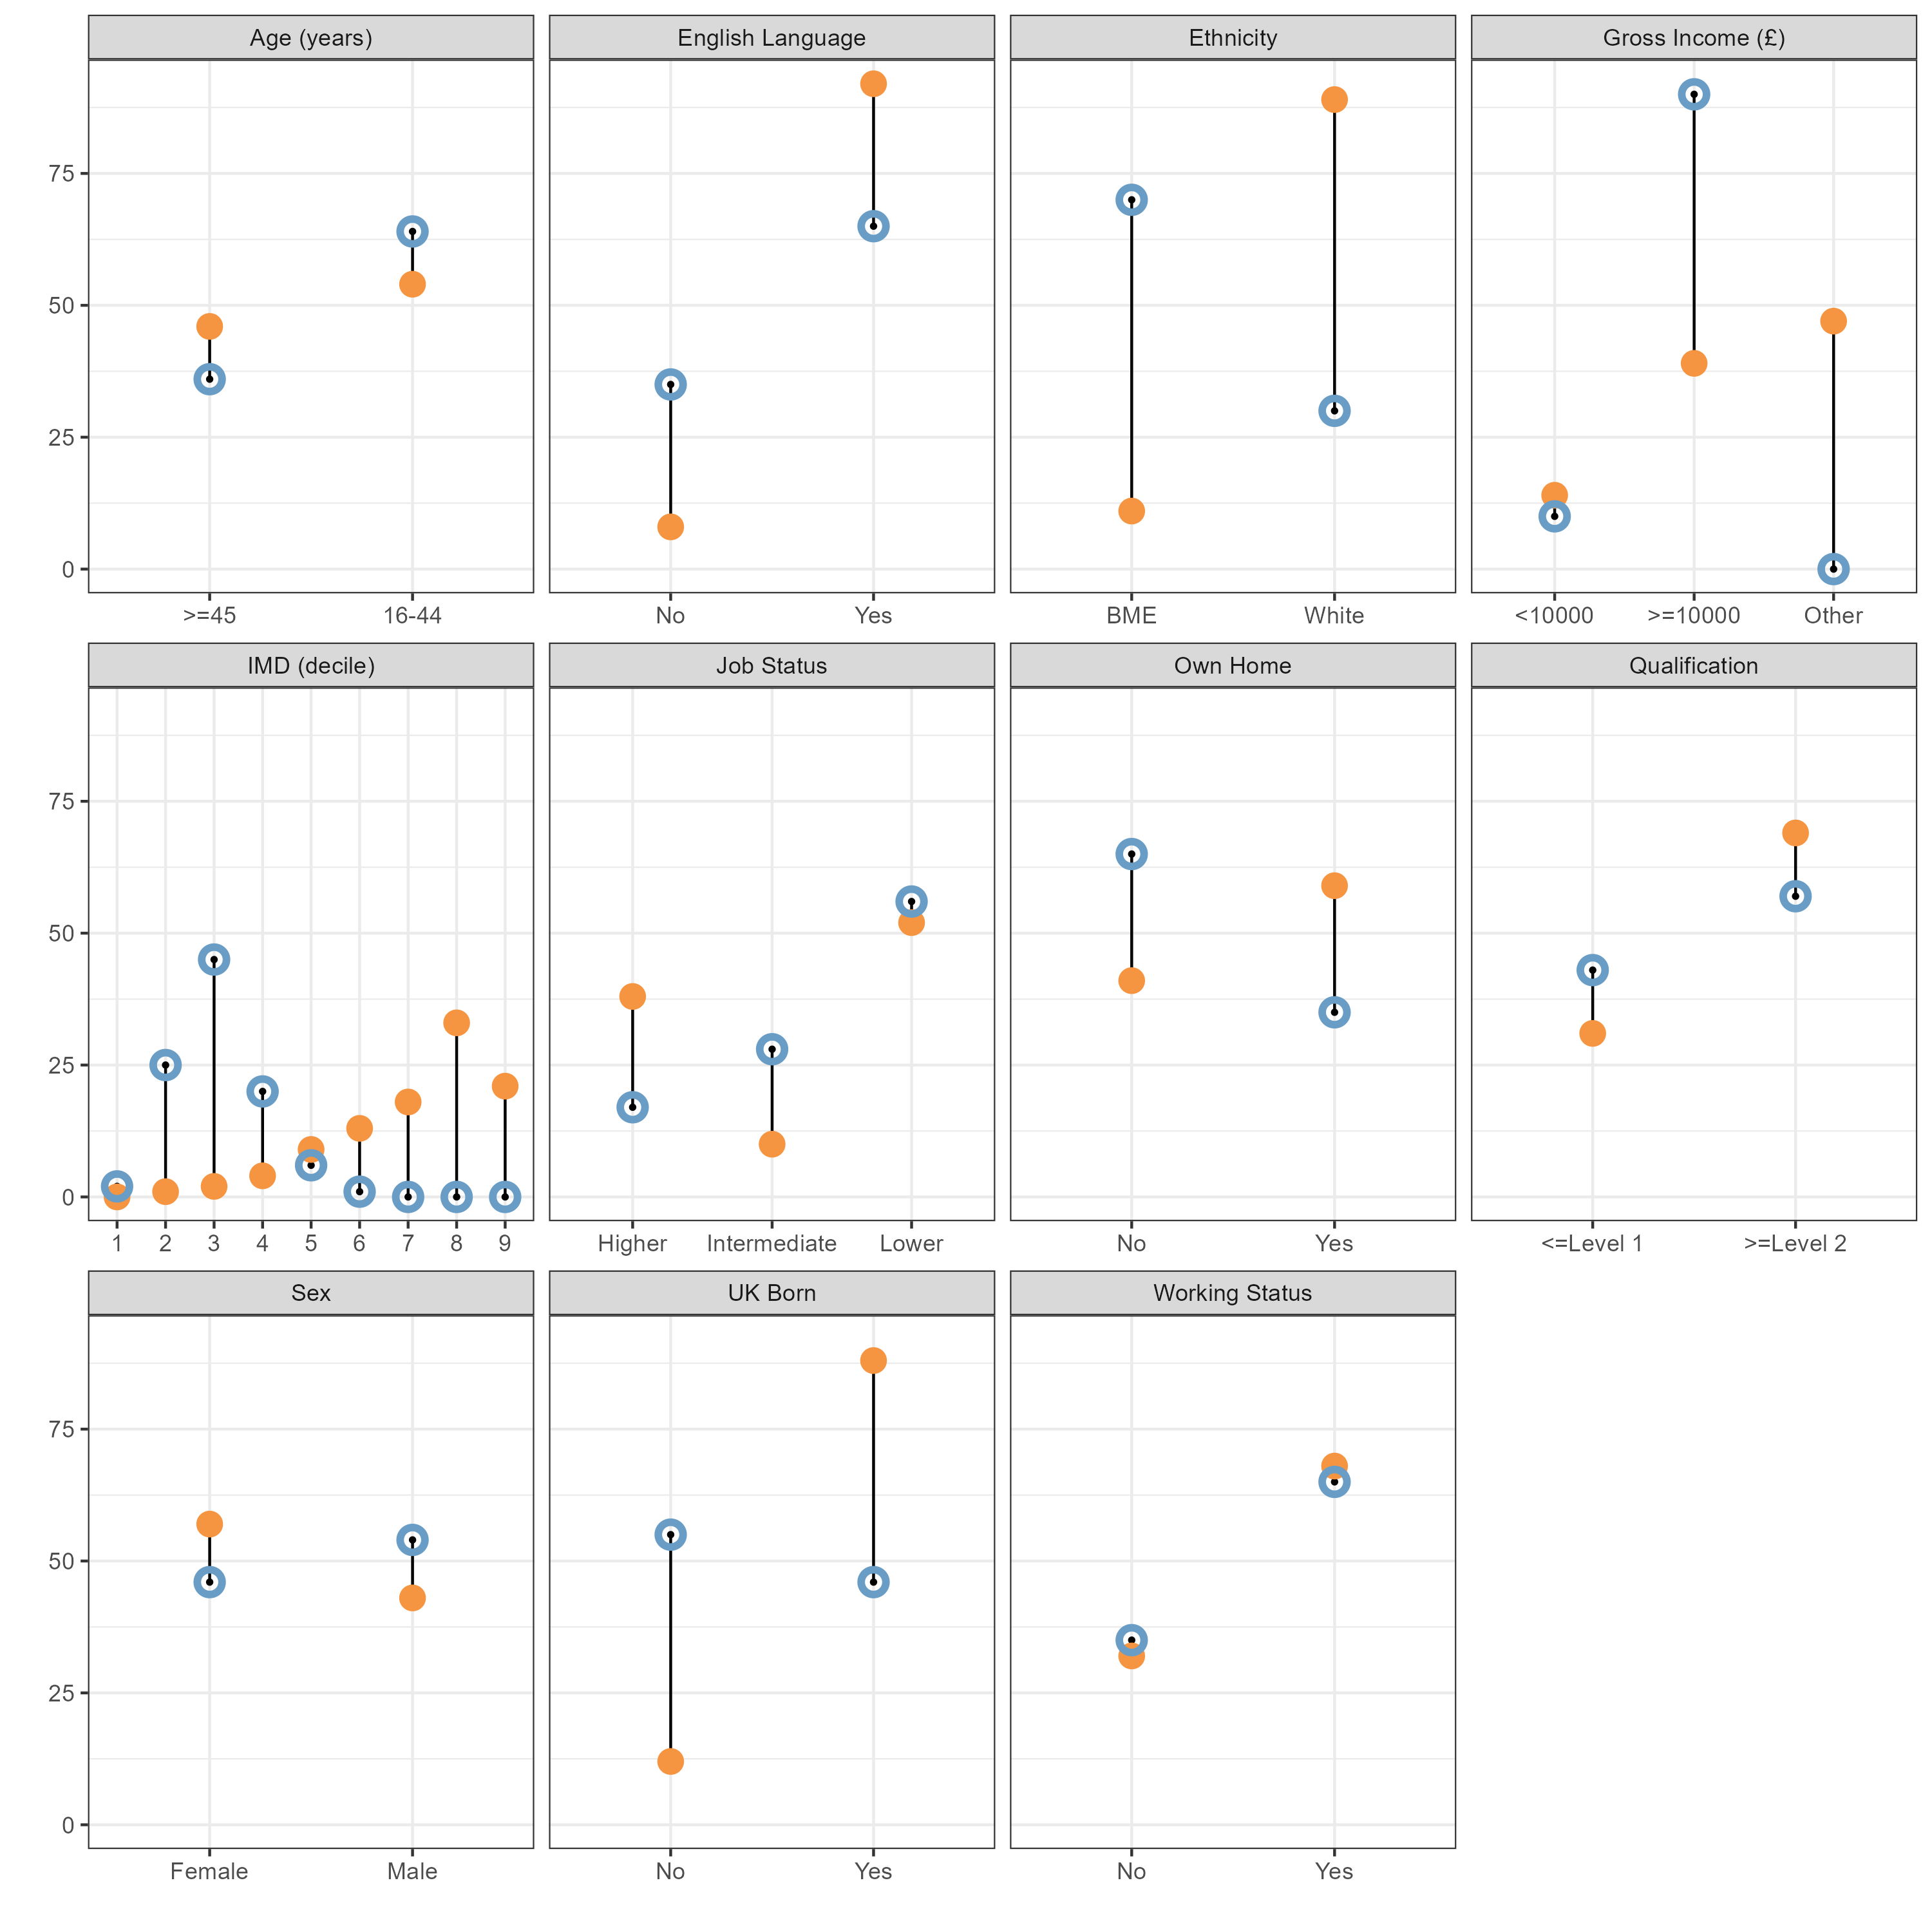 Age (years) English Language Ethnicity Gross Income (£)
75
50
25
0
>=45 16-44 No Yes BME White <10000 >=10000 Other
IMD (decile) Job Status Own Home Qualification
75
50
25
0
1 2 3 4 5 6 7 8 9 Higher Intermediate Lower No Yes <=Level 1 >=Level 2
Sex UK Born Working Status
75
50
25
0
Female Male No Yes No Yes